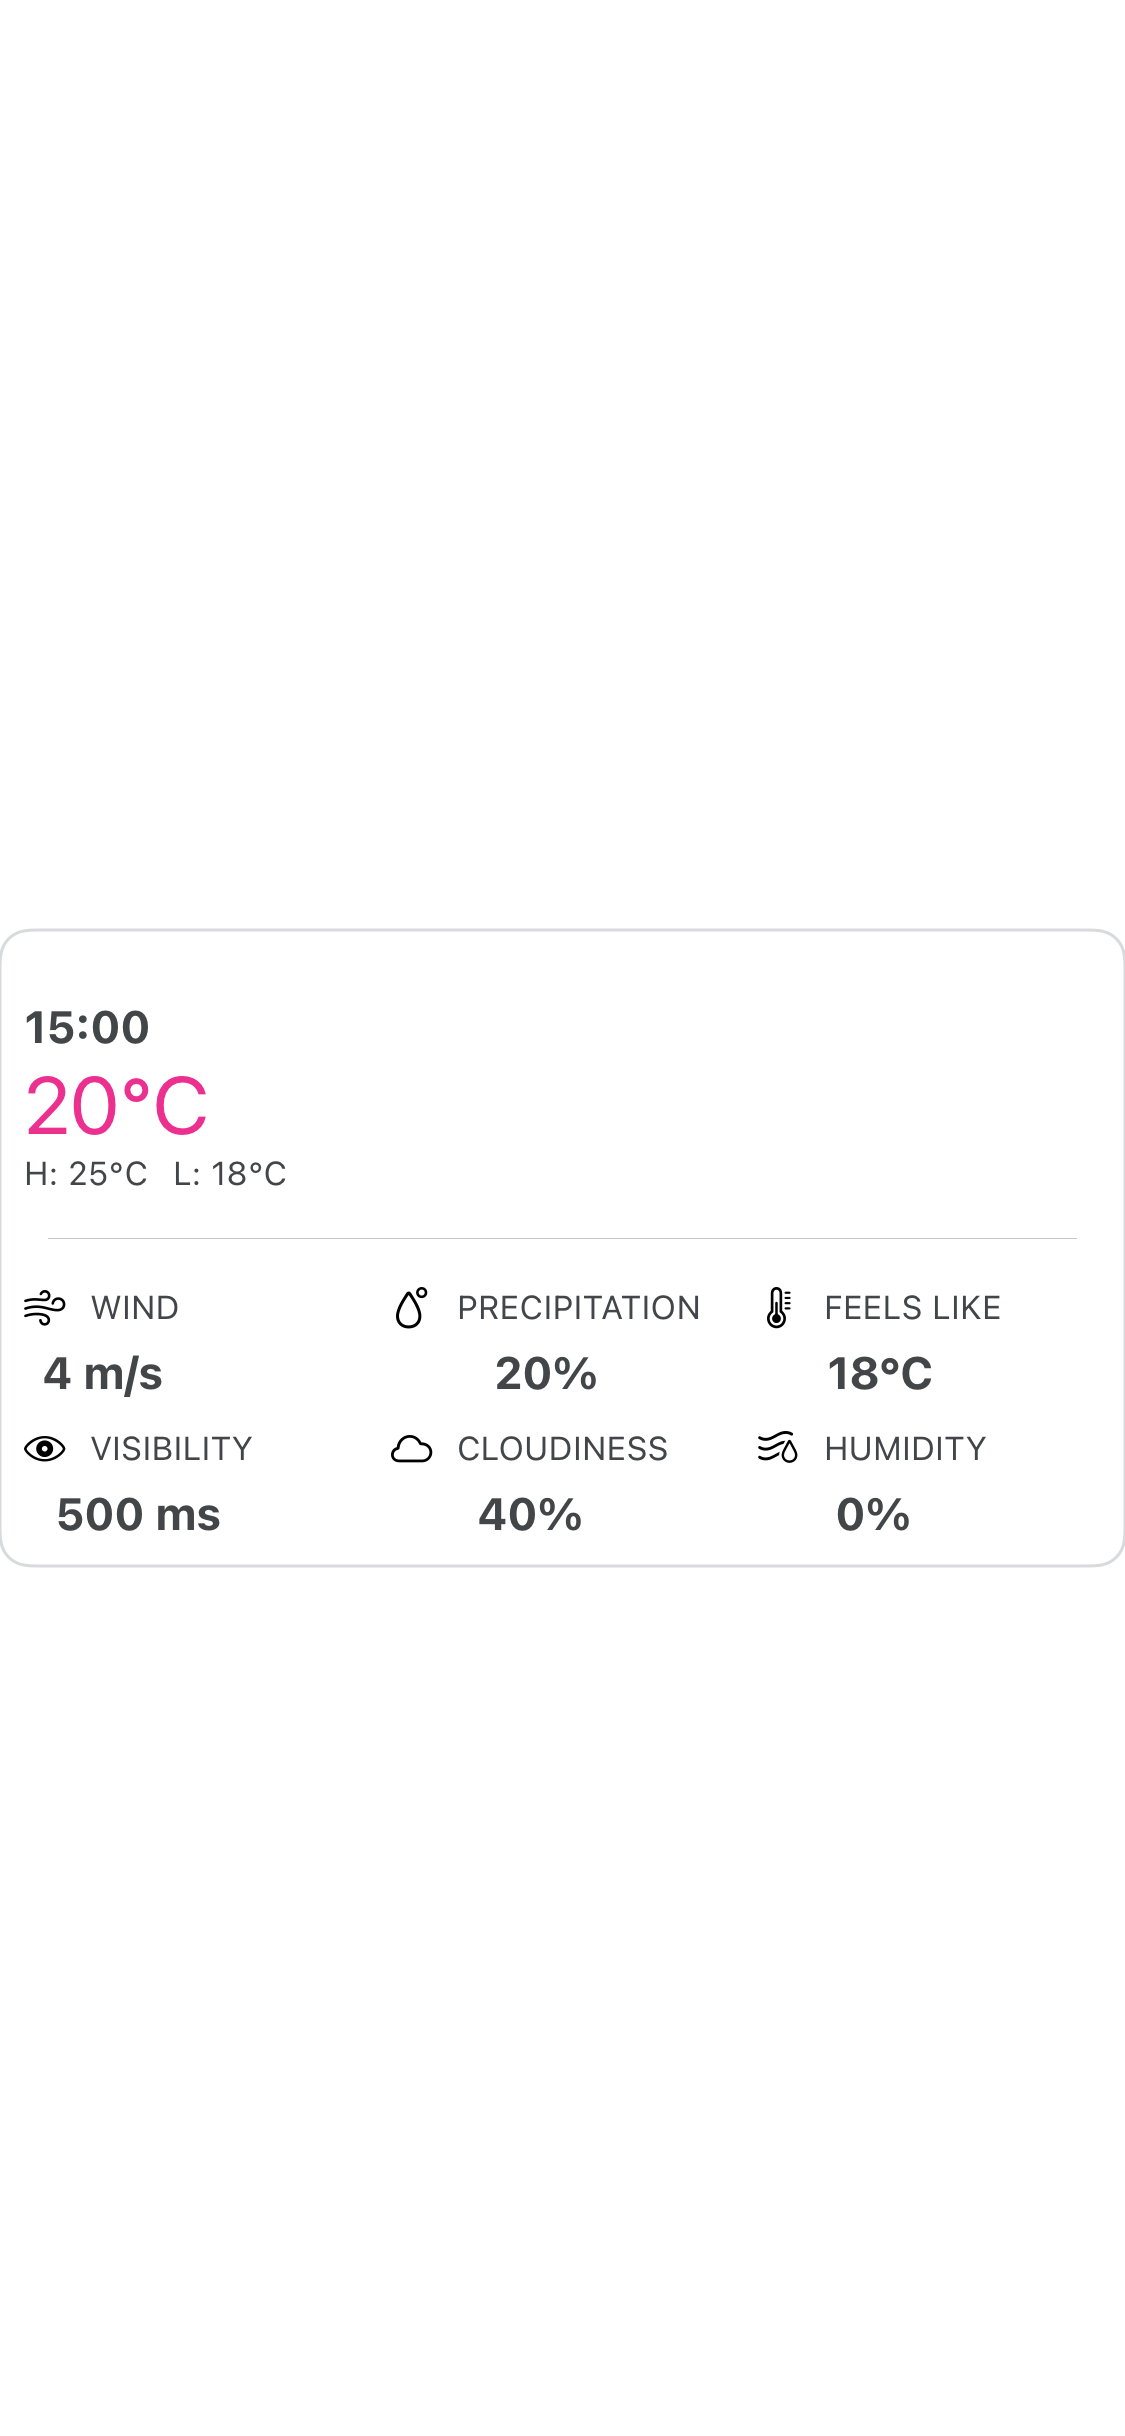 15:00
20°C
H: 25°C L: 18°C
WIND PRECIPITATION FEELS LIKE
4 m/s 20% 18°C
VISIBILITY CLOUDINESS HUMIDITY
500 ms 40% 0%